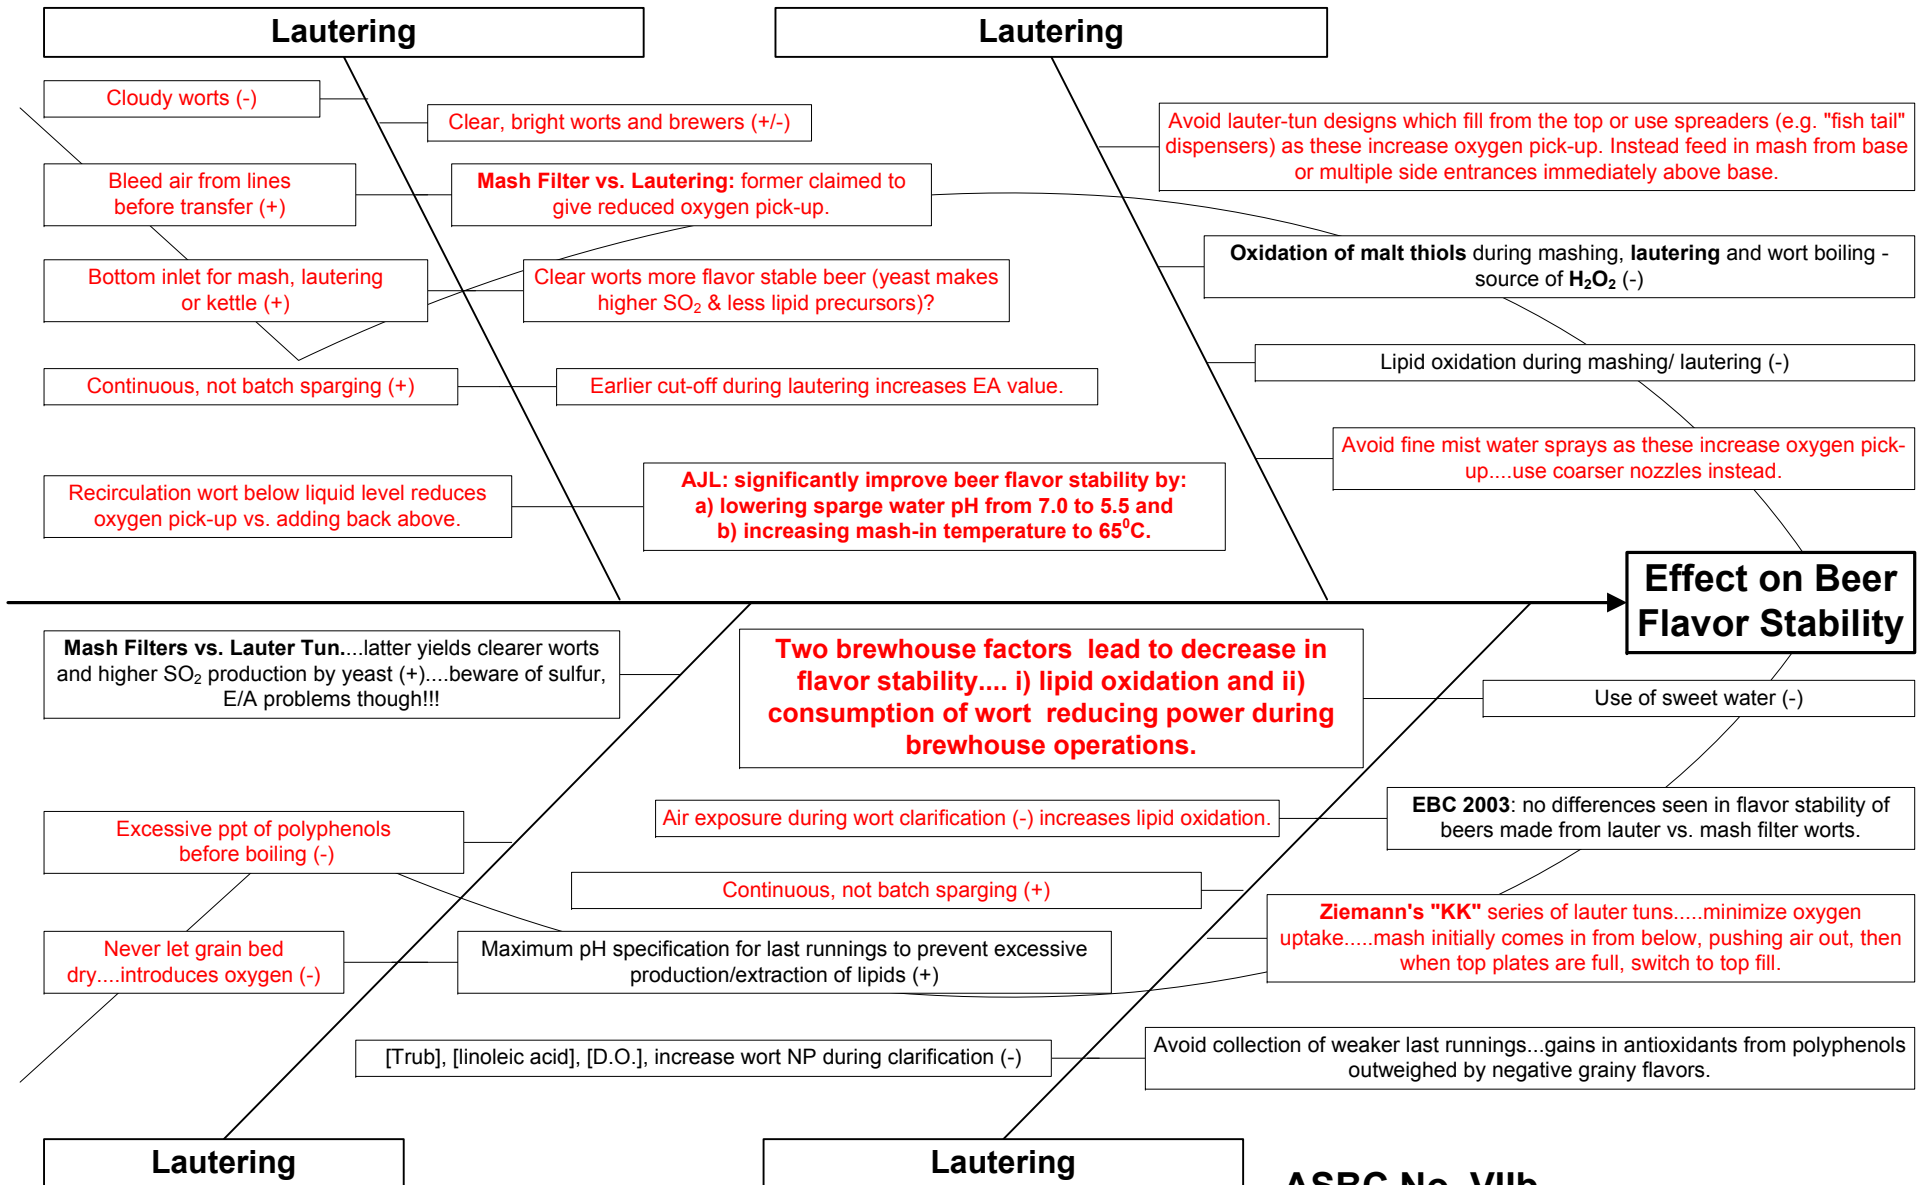 Lautering
Lautering
Cloudy worts (-)
Clear, bright worts and brewers (+/-)
Avoid lauter-tun designs which fill from the top or use spreaders (e.g. "fish tail"
dispensers) as these increase oxygen pick-up. Instead feed in mash from base
or multiple side entrances immediately above base.
Bleed air from lines
before transfer (+)
Mash Filter vs. Lautering: former claimed to
give reduced oxygen pick-up.
Oxidation of malt thiols during mashing, lautering and wort boiling -
source of H₂O₂ (-)
Bottom inlet for mash, lautering
or kettle (+)
Clear worts more flavor stable beer (yeast makes
higher SO₂ & less lipid precursors)?
Lipid oxidation during mashing/ lautering (-)
Continuous, not batch sparging (+)
Earlier cut-off during lautering increases EA value.
Avoid fine mist water sprays as these increase oxygen pick-
up....use coarser nozzles instead.
Recirculation wort below liquid level reduces
oxygen pick-up vs. adding back above.
AJL: significantly improve beer flavor stability by:
a) lowering sparge water pH from 7.0 to 5.5 and
b) increasing mash-in temperature to 65⁰C.
Effect on Beer
Flavor Stability
Mash Filters vs. Lauter Tun....latter yields clearer worts
and higher SO₂ production by yeast (+)....beware of sulfur,
E/A problems though!!!
Two brewhouse factors lead to decrease in
flavor stability.... i) lipid oxidation and ii)
consumption of wort reducing power during
brewhouse operations.
Use of sweet water (-)
Excessive ppt of polyphenols
before boiling (-)
Air exposure during wort clarification (-) increases lipid oxidation.
EBC 2003: no differences seen in flavor stability of
beers made from lauter vs. mash filter worts.
Continuous, not batch sparging (+)
Ziemann's "KK" series of lauter tuns.....minimize oxygen
uptake.....mash initially comes in from below, pushing air out, then
when top plates are full, switch to top fill.
Never let grain bed
dry....introduces oxygen (-)
Maximum pH specification for last runnings to prevent excessive
production/extraction of lipids (+)
[Trub], [linoleic acid], [D.O.], increase wort NP during clarification (-)
Avoid collection of weaker last runnings...gains in antioxidants from polyphenols
outweighed by negative grainy flavors.
Lautering
Lautering
ASBC No. VIIb